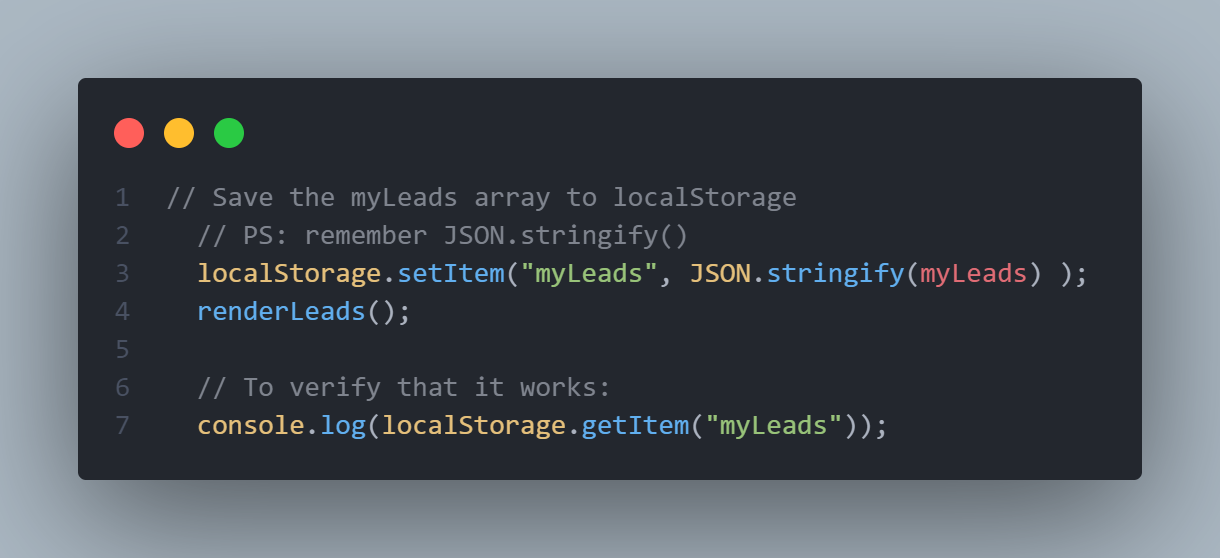 1 // Save the myLeads array to localStorage
2 // PS: remember JSON.stringify()
3 localStorage.setItem("myLeads", JSON.stringify(myLeads) );
4 renderLeads();
5
6 // To verify that it works:
7 console.log(localStorage.getItem("myLeads"));